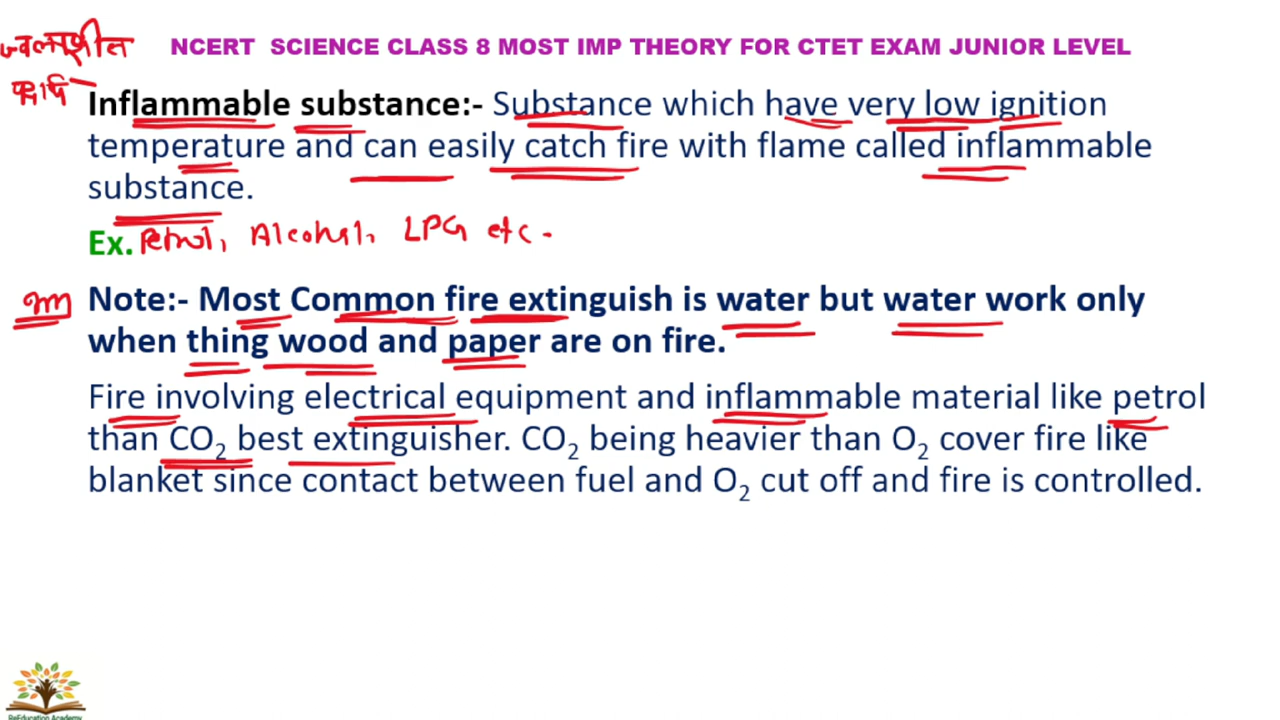 ज्वलनशील
NCERT SCIENCE CLASS 8 MOST IMP THEORY FOR CTET EXAM JUNIOR LEVEL
पदार्थ
Inflammable substance:- Substance which have very low ignition
temperature and can easily catch fire with flame called inflammable
substance.
Ex. Petrol, Alcohal, LPG etc.
Note:- Most Common fire extinguish is water but water work only
when thing wood and paper are on fire.
Fire involving electrical equipment and inflammable material like petrol
than CO₂ best extinguisher. CO₂ being heavier than O₂ cover fire like
blanket since contact between fuel and O₂ cut off and fire is controlled.
ReEducation Academy